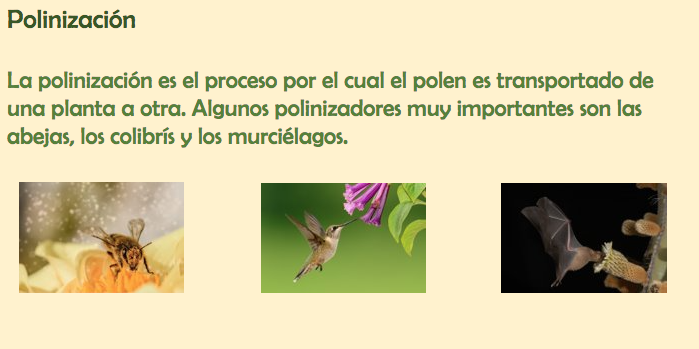 Polinización
La polinización es el proceso por el cual el polen es transportado de
una planta a otra. Algunos polinizadores muy importantes son las
abejas, los colibrís y los murciélagos.